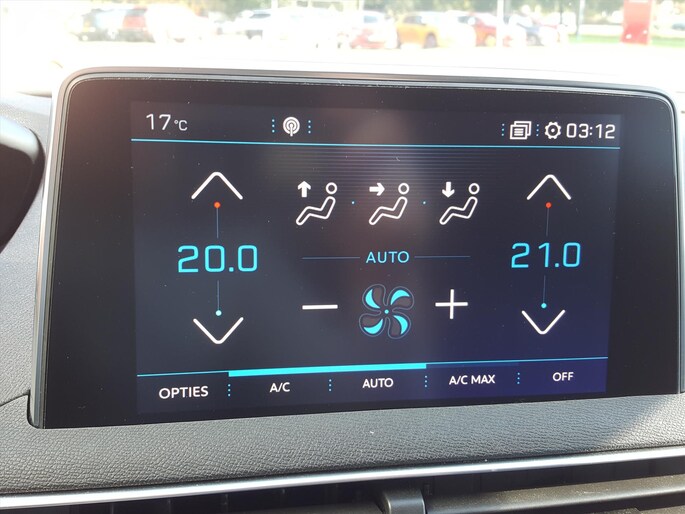 17°C 03:12
20.0 21.0
AUTO
OPTIES A/C AUTO A/C MAX OFF